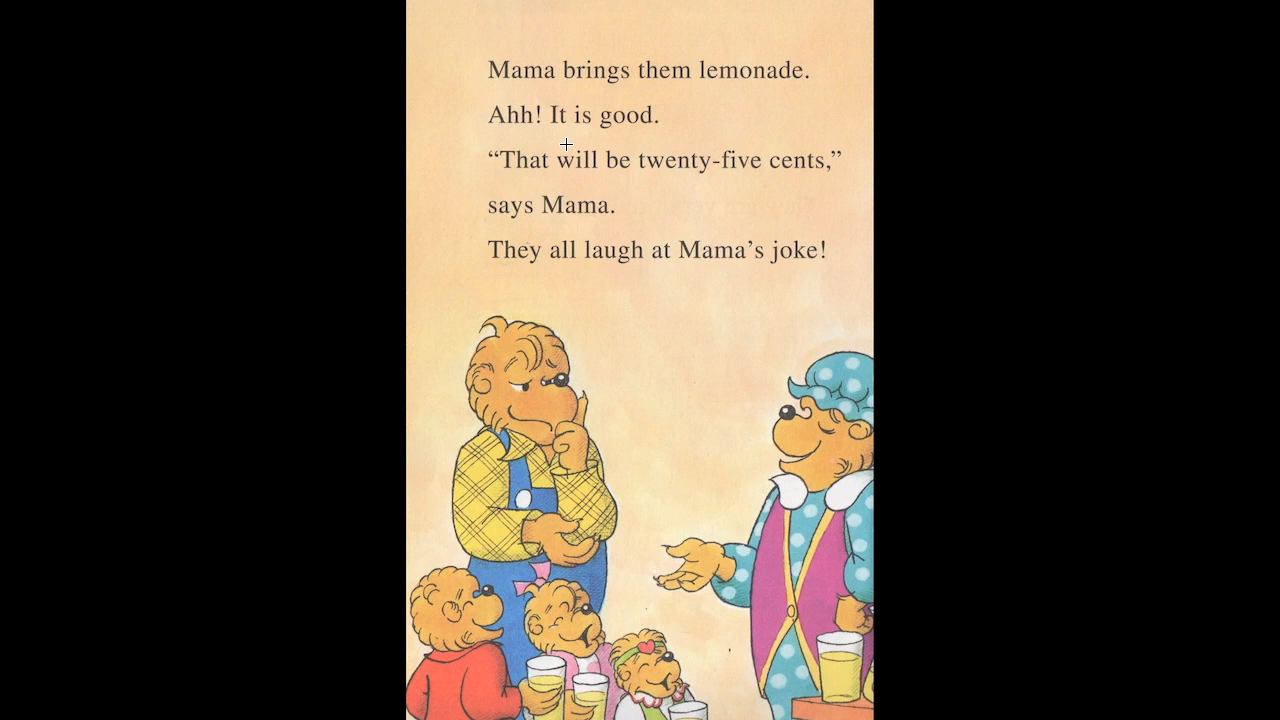 Mama brings them lemonade.
Ahh! It is good.
“That will be twenty-five cents,”
says Mama.
They all laugh at Mama’s joke!